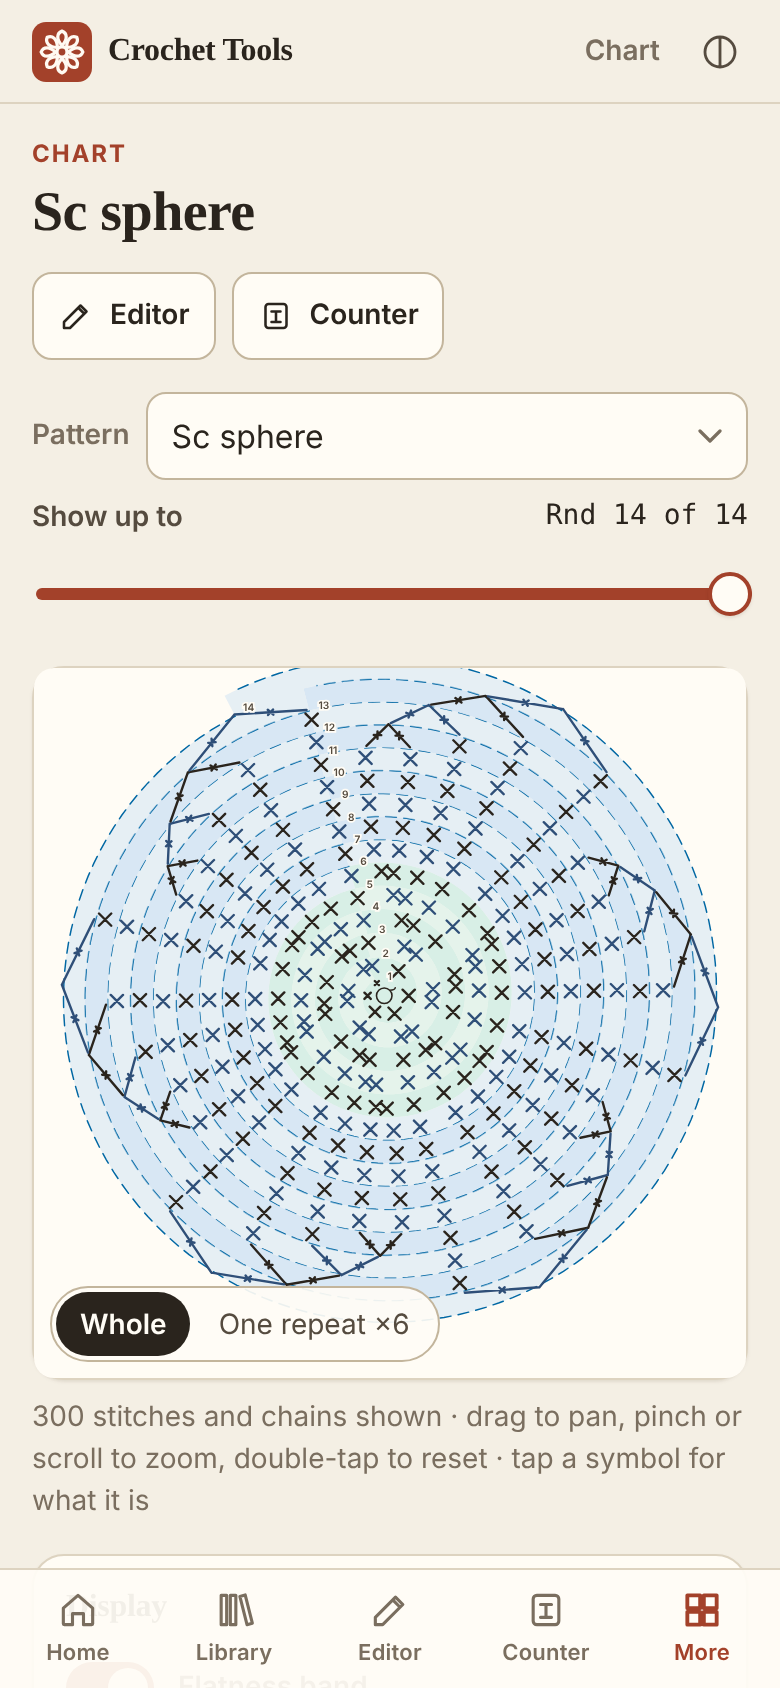 Crochet Tools
Chart
CHART
Sc sphere
Editor
Counter
Pattern
Sc sphere
Show up to
Rnd 14 of 14
14
13
12
11
10
9
8
7
6
5
4
3
2
1
Whole
One repeat ×6
300 stitches and chains shown · drag to pan, pinch or
scroll to zoom, double-tap to reset · tap a symbol for
what it is
Display
Flatness band
Home
Library
Editor
Counter
More